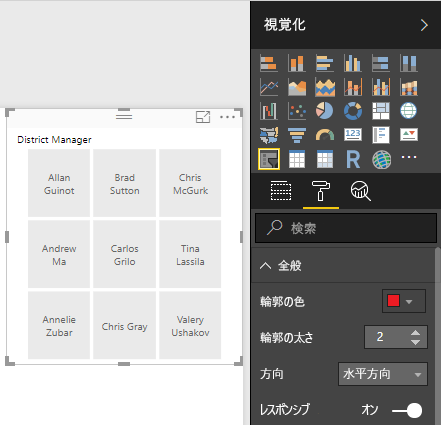 視覚化
123
R
District Manager
Allan
Guinot
Brad
Sutton
Chris
McGurk
Andrew
Ma
Carlos
Grilo
Tina
Lassila
Annelie
Zubar
Chris Gray
Valery
Ushakov
検索
全般
輪郭の色
輪郭の太さ 2
方向 水平方向
レスポンシブ オン